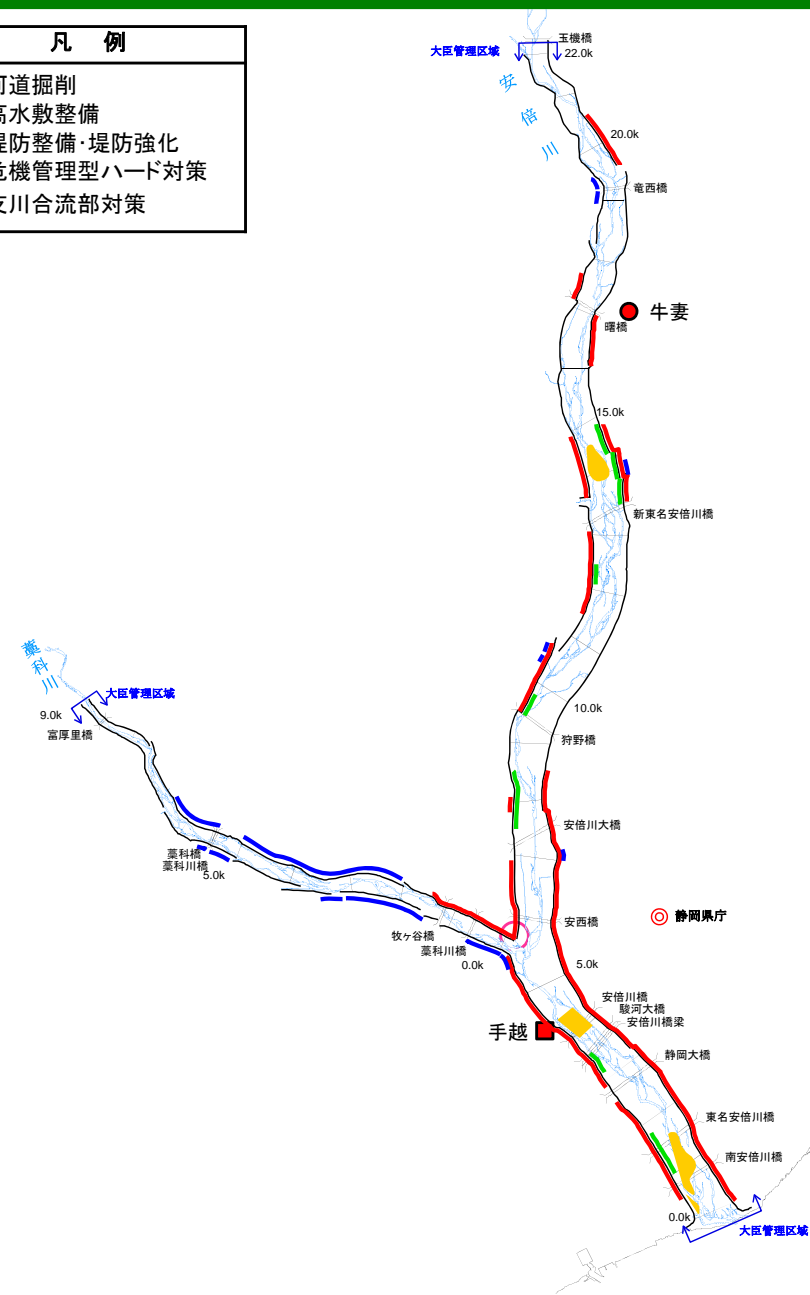 凡 例
河道掘削
高水敷整備
堤防整備・堤防強化
危機管理型ハード対策
支川合流部対策
大臣管理区域
玉機橋
22.0k
安倍川
20.0k
竜西橋
牛妻
曙橋
15.0k
新東名安倍川橋
藁科川
大臣管理区域
9.0k
富厚里橋
10.0k
狩野橋
安倍川大橋
藁科橋
藁科川橋
5.0k
静岡県庁
安西橋
牧ヶ谷橋
藁科川橋
0.0k
5.0k
安倍川橋
駿河大橋
安倍川橋梁
手越
静岡大橋
東名安倍川橋
南安倍川橋
0.0k
大臣管理区域